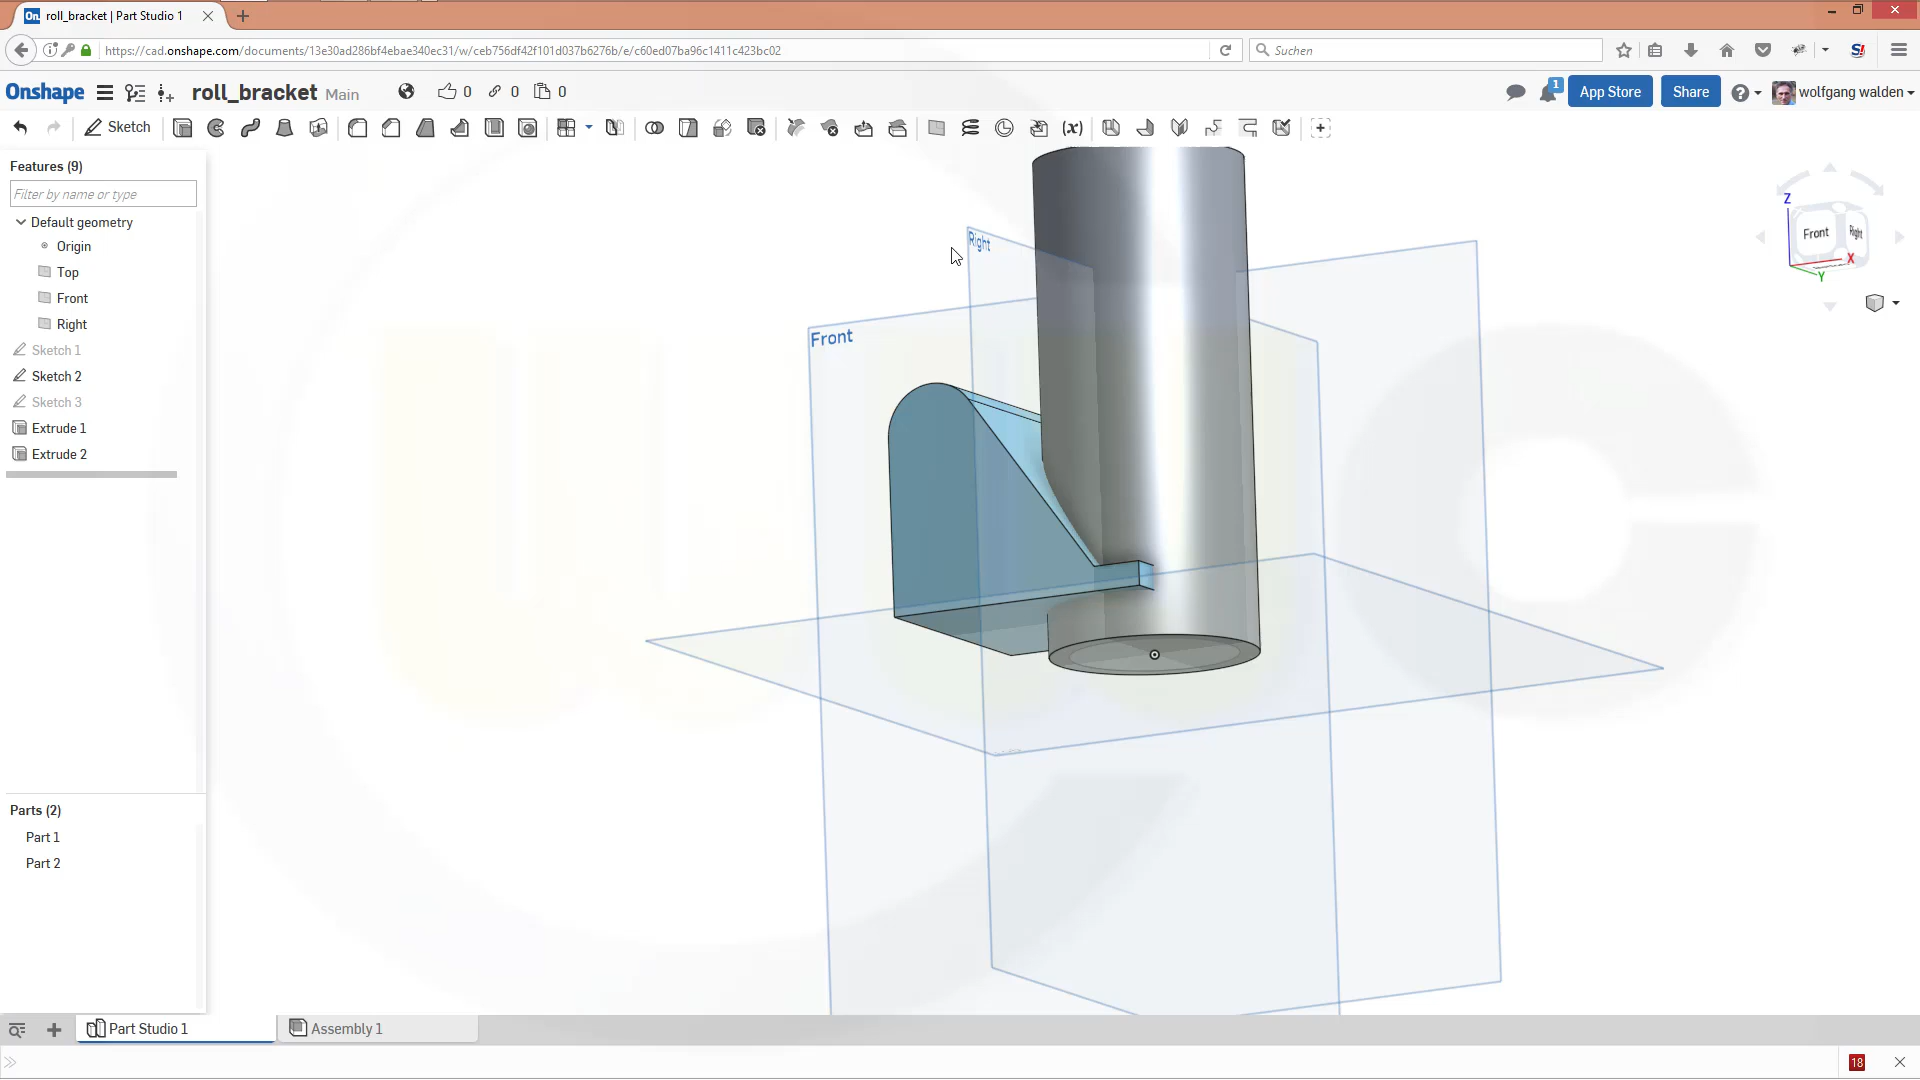 On roll_bracket | Part Studio 1
https://cad.onshape.com/documents/13e30ad286bf4ebae340ec31/w/ceb756df42f101d037b6276b/e/c60ed07ba96c1411c423bc02
Suchen
Onshape
roll_bracket Main
0
0
0
1
App Store
Share
wolfgang walden
Sketch
(x)
Features (9)
Filter by name or type
Default geometry
Origin
Top
Front
Right
Sketch 1
Sketch 2
Sketch 3
Extrude 1
Extrude 2
Right
Front
Z
Front
Right
X
Y
Parts (2)
Part 1
Part 2
Part Studio 1
Assembly 1
18